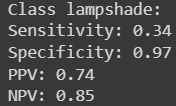 Class lampshade:
Sensitivity: 0.34
Specificity: 0.97
PPV: 0.74
NPV: 0.85